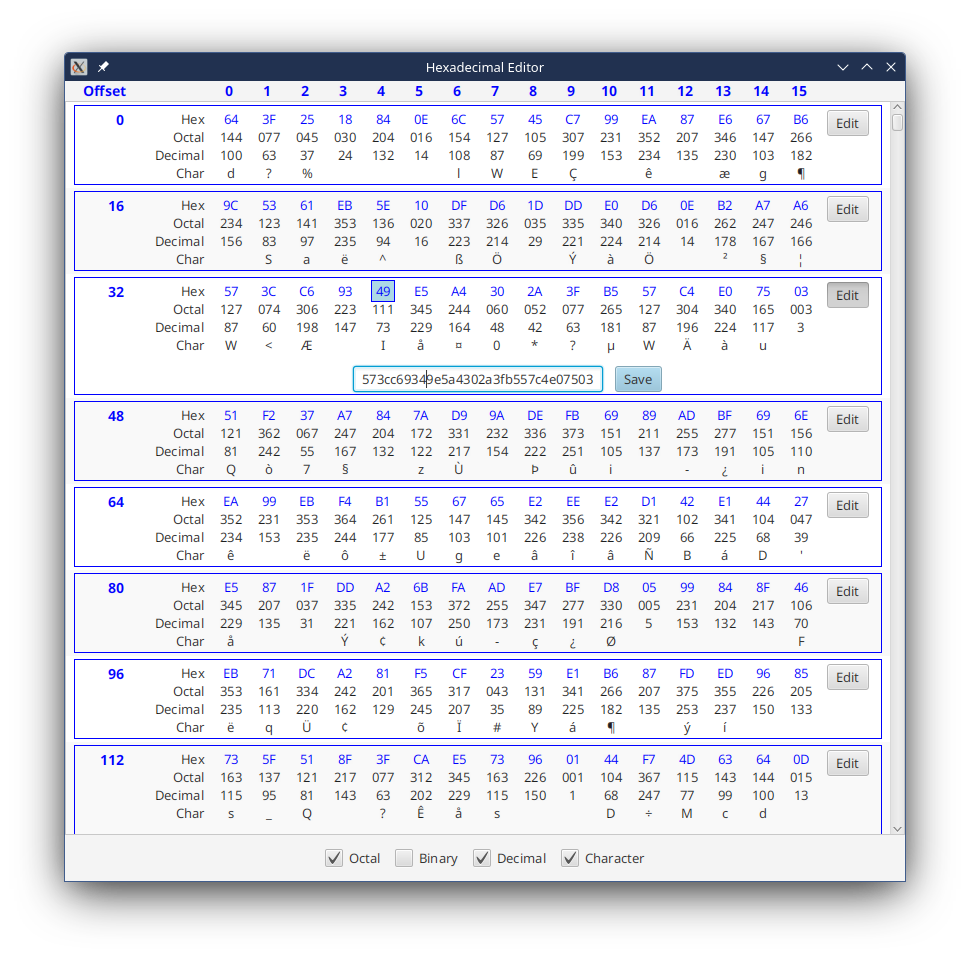 Hexadecimal Editor
Offset 0 1 2 3 4 5 6 7 8 9 10 11 12 13 14 15
0 Hex 64 3F 25 18 84 0E 6C 57 45 C7 99 EA 87 E6 67 B6 Edit
Octal 144 077 045 030 204 016 154 127 105 307 231 352 207 346 147 266
Decimal 100 63 37 24 132 14 108 87 69 199 153 234 135 230 103 182
Char d ? % l W E Ç ê æ g ¶
16 Hex 9C 53 61 EB 5E 10 DF D6 1D DD E0 D6 0E B2 A7 A6 Edit
Octal 234 123 141 353 136 020 337 326 035 335 340 326 016 262 247 246
Decimal 156 83 97 235 94 16 223 214 29 221 224 214 14 178 167 166
Char S a ë ^ ß Ö Ý à Ö ² § ¦
32 Hex 57 3C C6 93 49 E5 A4 30 2A 3F B5 57 C4 E0 75 03 Edit
Octal 127 074 306 223 111 345 244 060 052 077 265 127 304 340 165 003
Decimal 87 60 198 147 73 229 164 48 42 63 181 87 196 224 117 3
Char W < Æ I å ¤ 0 * ? µ W Ä à u
573cc69349e5a4302a3fb557c4e07503 Save
48 Hex 51 F2 37 A7 84 7A D9 9A DE FB 69 89 AD BF 69 6E Edit
Octal 121 362 067 247 204 172 331 232 336 373 151 211 255 277 151 156
Decimal 81 242 55 167 132 122 217 154 222 251 105 137 173 191 105 110
Char Q ò 7 § z Ù Þ û i - ¿ i n
64 Hex EA 99 EB F4 B1 55 67 65 E2 EE E2 D1 42 E1 44 27 Edit
Octal 352 231 353 364 261 125 147 145 342 356 342 321 102 341 104 047
Decimal 234 153 235 244 177 85 103 101 226 238 226 209 66 225 68 39
Char ê ë ô ± U g e â î â Ñ B á D '
80 Hex E5 87 1F DD A2 6B FA AD E7 BF D8 05 99 84 8F 46 Edit
Octal 345 207 037 335 242 153 372 255 347 277 330 005 231 204 217 106
Decimal 229 135 31 221 162 107 250 173 231 191 216 5 153 132 143 70
Char å Ý ¢ k ú - ç ¿ Ø F
96 Hex EB 71 DC A2 81 F5 CF 23 59 E1 B6 87 FD ED 96 85 Edit
Octal 353 161 334 242 201 365 317 043 131 341 266 207 375 355 226 205
Decimal 235 113 220 162 129 245 207 35 89 225 182 135 253 237 150 133
Char ë q Ü ¢ õ Ï # Y á ¶ ý í
112 Hex 73 5F 51 8F 3F CA E5 73 96 01 44 F7 4D 63 64 0D Edit
Octal 163 137 121 217 077 312 345 163 226 001 104 367 115 143 144 015
Decimal 115 95 81 143 63 202 229 115 150 1 68 247 77 99 100 13
Char s _ Q ? Ê å s D ÷ M c d
Octal Binary Decimal Character